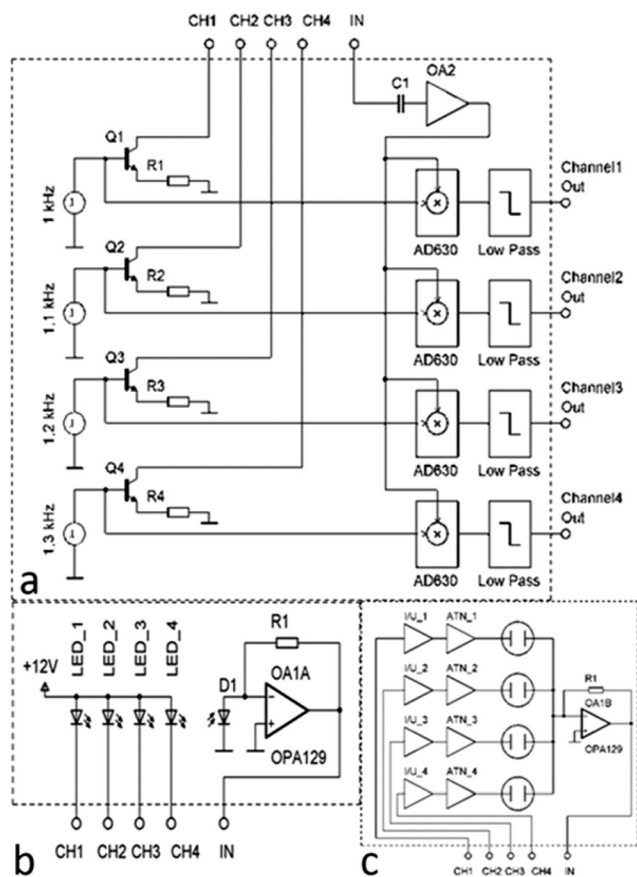 CH1 CH2 CH3 CH4 IN
C1 OA2
Q1
R1
1 kHz
AD630 Low Pass
Channel1
Out
Q2
R2
1,1 kHz
AD630 Low Pass
Channel2
Out
Q3
R3
1,2 kHz
AD630 Low Pass
Channel3
Out
Q4
R4
1,3 kHz
AD630 Low Pass
Channel4
Out
a
+12V
LED_1
LED_2
LED_3
LED_4
R1
D1
OA1A
OPA129
CH1 CH2 CH3 CH4 IN
b
I/U_1 ATN_1
I/U_2 ATN_2
I/U_3 ATN_3
I/U_4 ATN_4
R1
OA1B
OPA129
CH1 CH2 CH3 CH4 IN
c